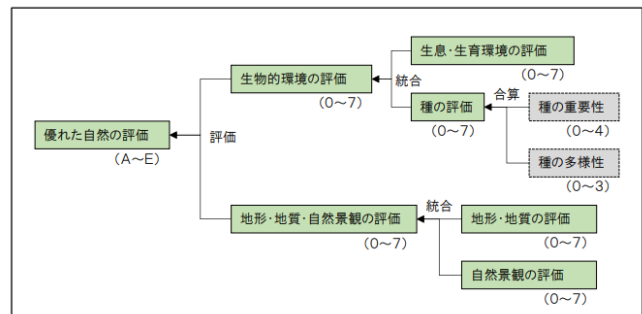 生息･生育環境の評価
(0～7)
生物的環境の評価
(0～7)
統合
種の評価
(0～7)
合算
種の重要性
(0～4)
種の多様性
(0～3)
優れた自然の評価
(A～E)
評価
地形･地質･自然景観の評価
(0～7)
統合
地形･地質の評価
(0～7)
自然景観の評価
(0～7)